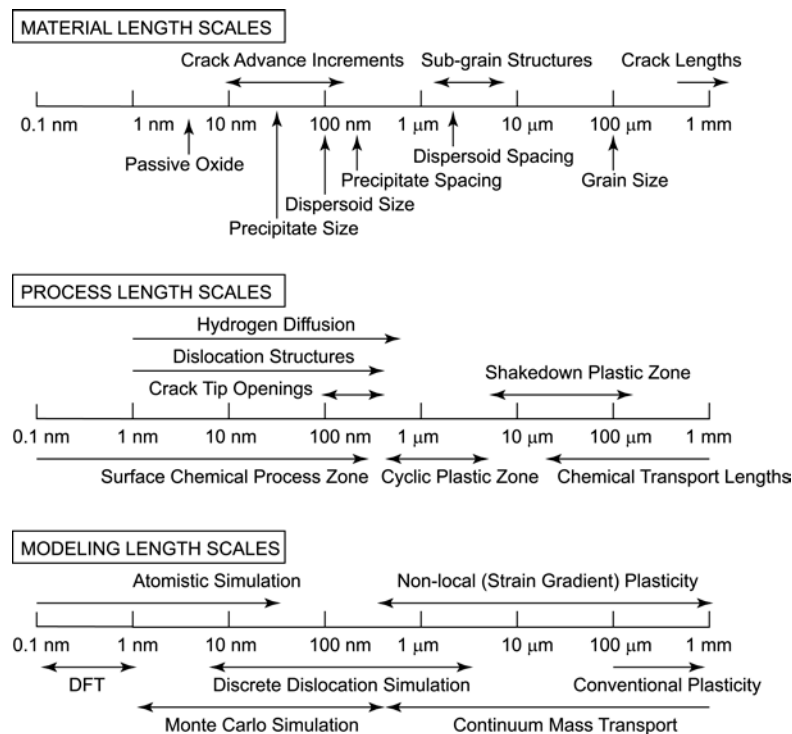 MATERIAL LENGTH SCALES
Crack Advance Increments Sub-grain Structures Crack Lengths
0.1 nm 1 nm 10 nm 100 nm 1 μm 10 μm 100 μm 1 mm
Passive Oxide Dispersoid Spacing
Precipitate Spacing Grain Size
Dispersoid Size
Precipitate Size
PROCESS LENGTH SCALES
Hydrogen Diffusion
Dislocation Structures
Crack Tip Openings Shakedown Plastic Zone
0.1 nm 1 nm 10 nm 100 nm 1 μm 10 μm 100 μm 1 mm
Surface Chemical Process Zone Cyclic Plastic Zone Chemical Transport Lengths
MODELING LENGTH SCALES
Atomistic Simulation Non-local (Strain Gradient) Plasticity
0.1 nm 1 nm 10 nm 100 nm 1 μm 10 μm 100 μm 1 mm
DFT Discrete Dislocation Simulation Conventional Plasticity
Monte Carlo Simulation Continuum Mass Transport